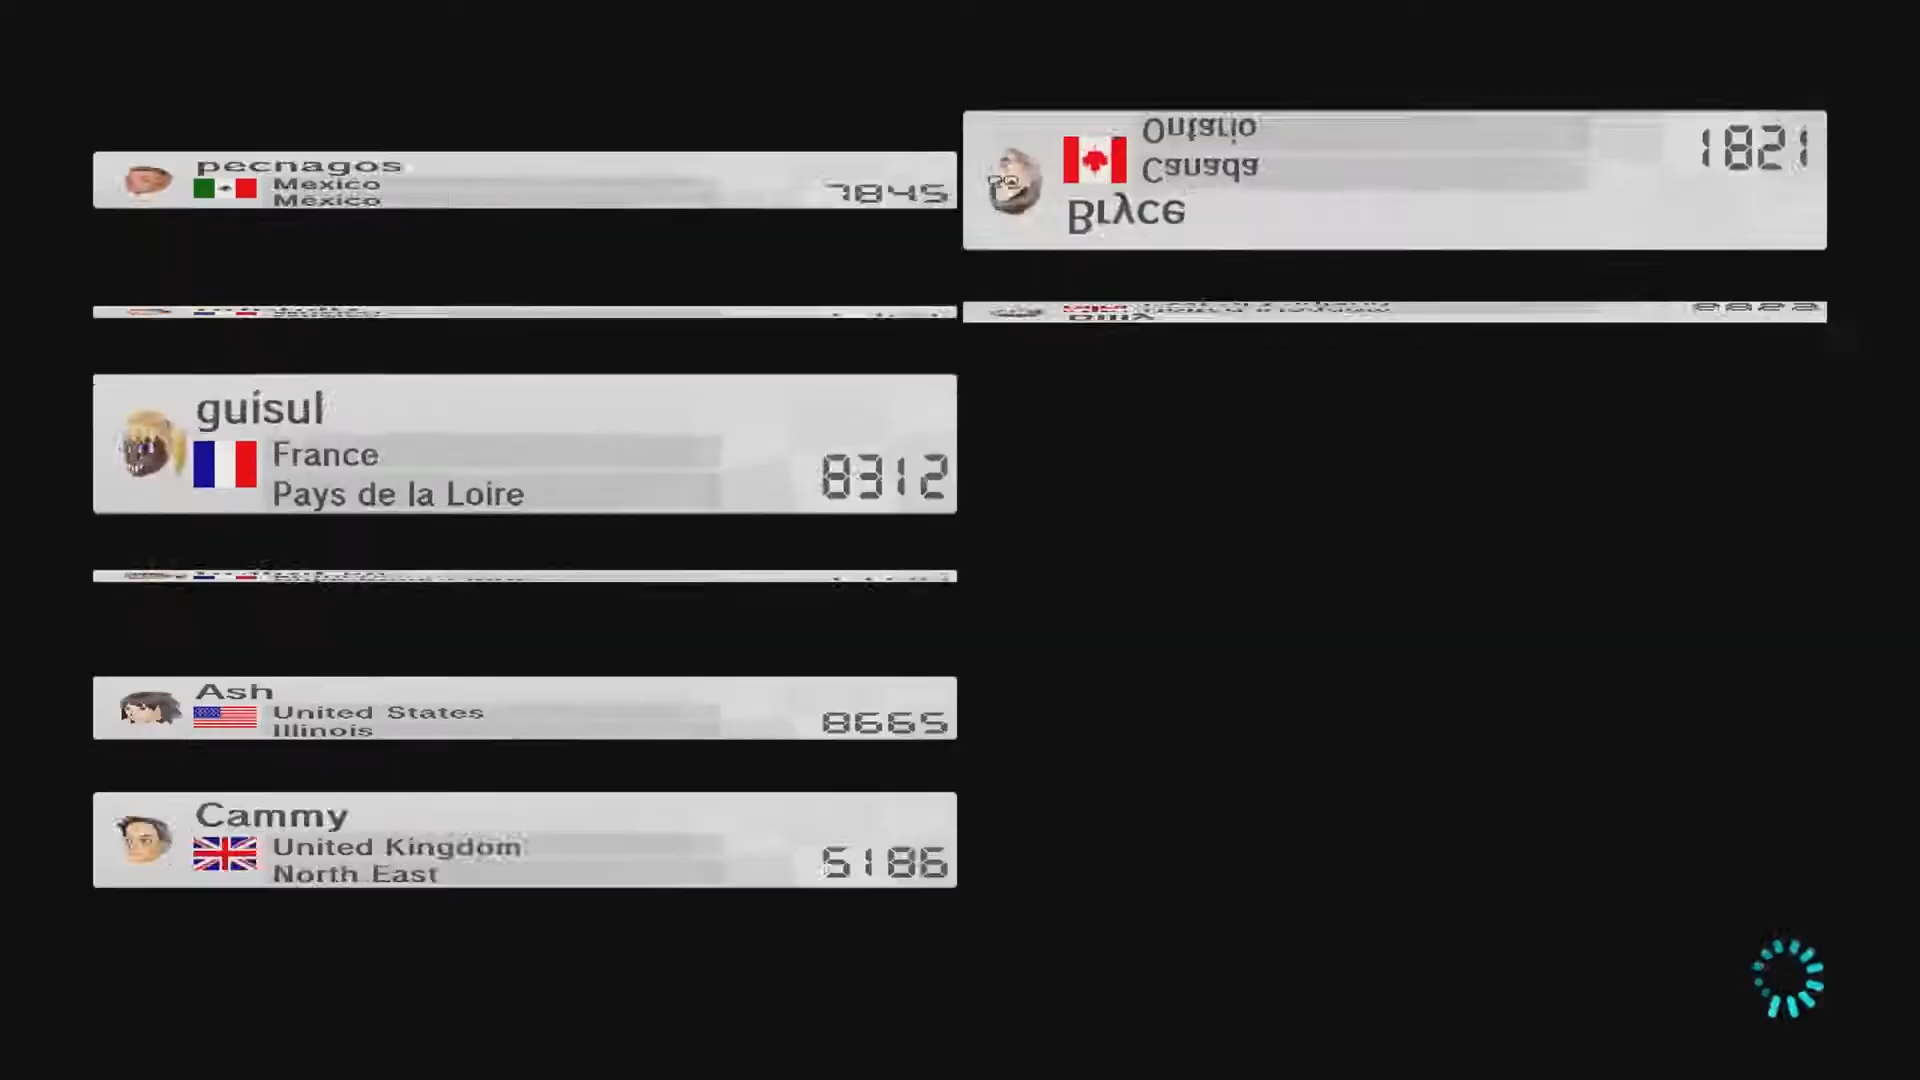 pecnagos
Mexico
Mexico
7845
guisul
France
Pays de la Loire
8312
Ash
United States
Illinois
8665
Cammy
United Kingdom
North East
5186
Bryce
Canada
Ontario
1851